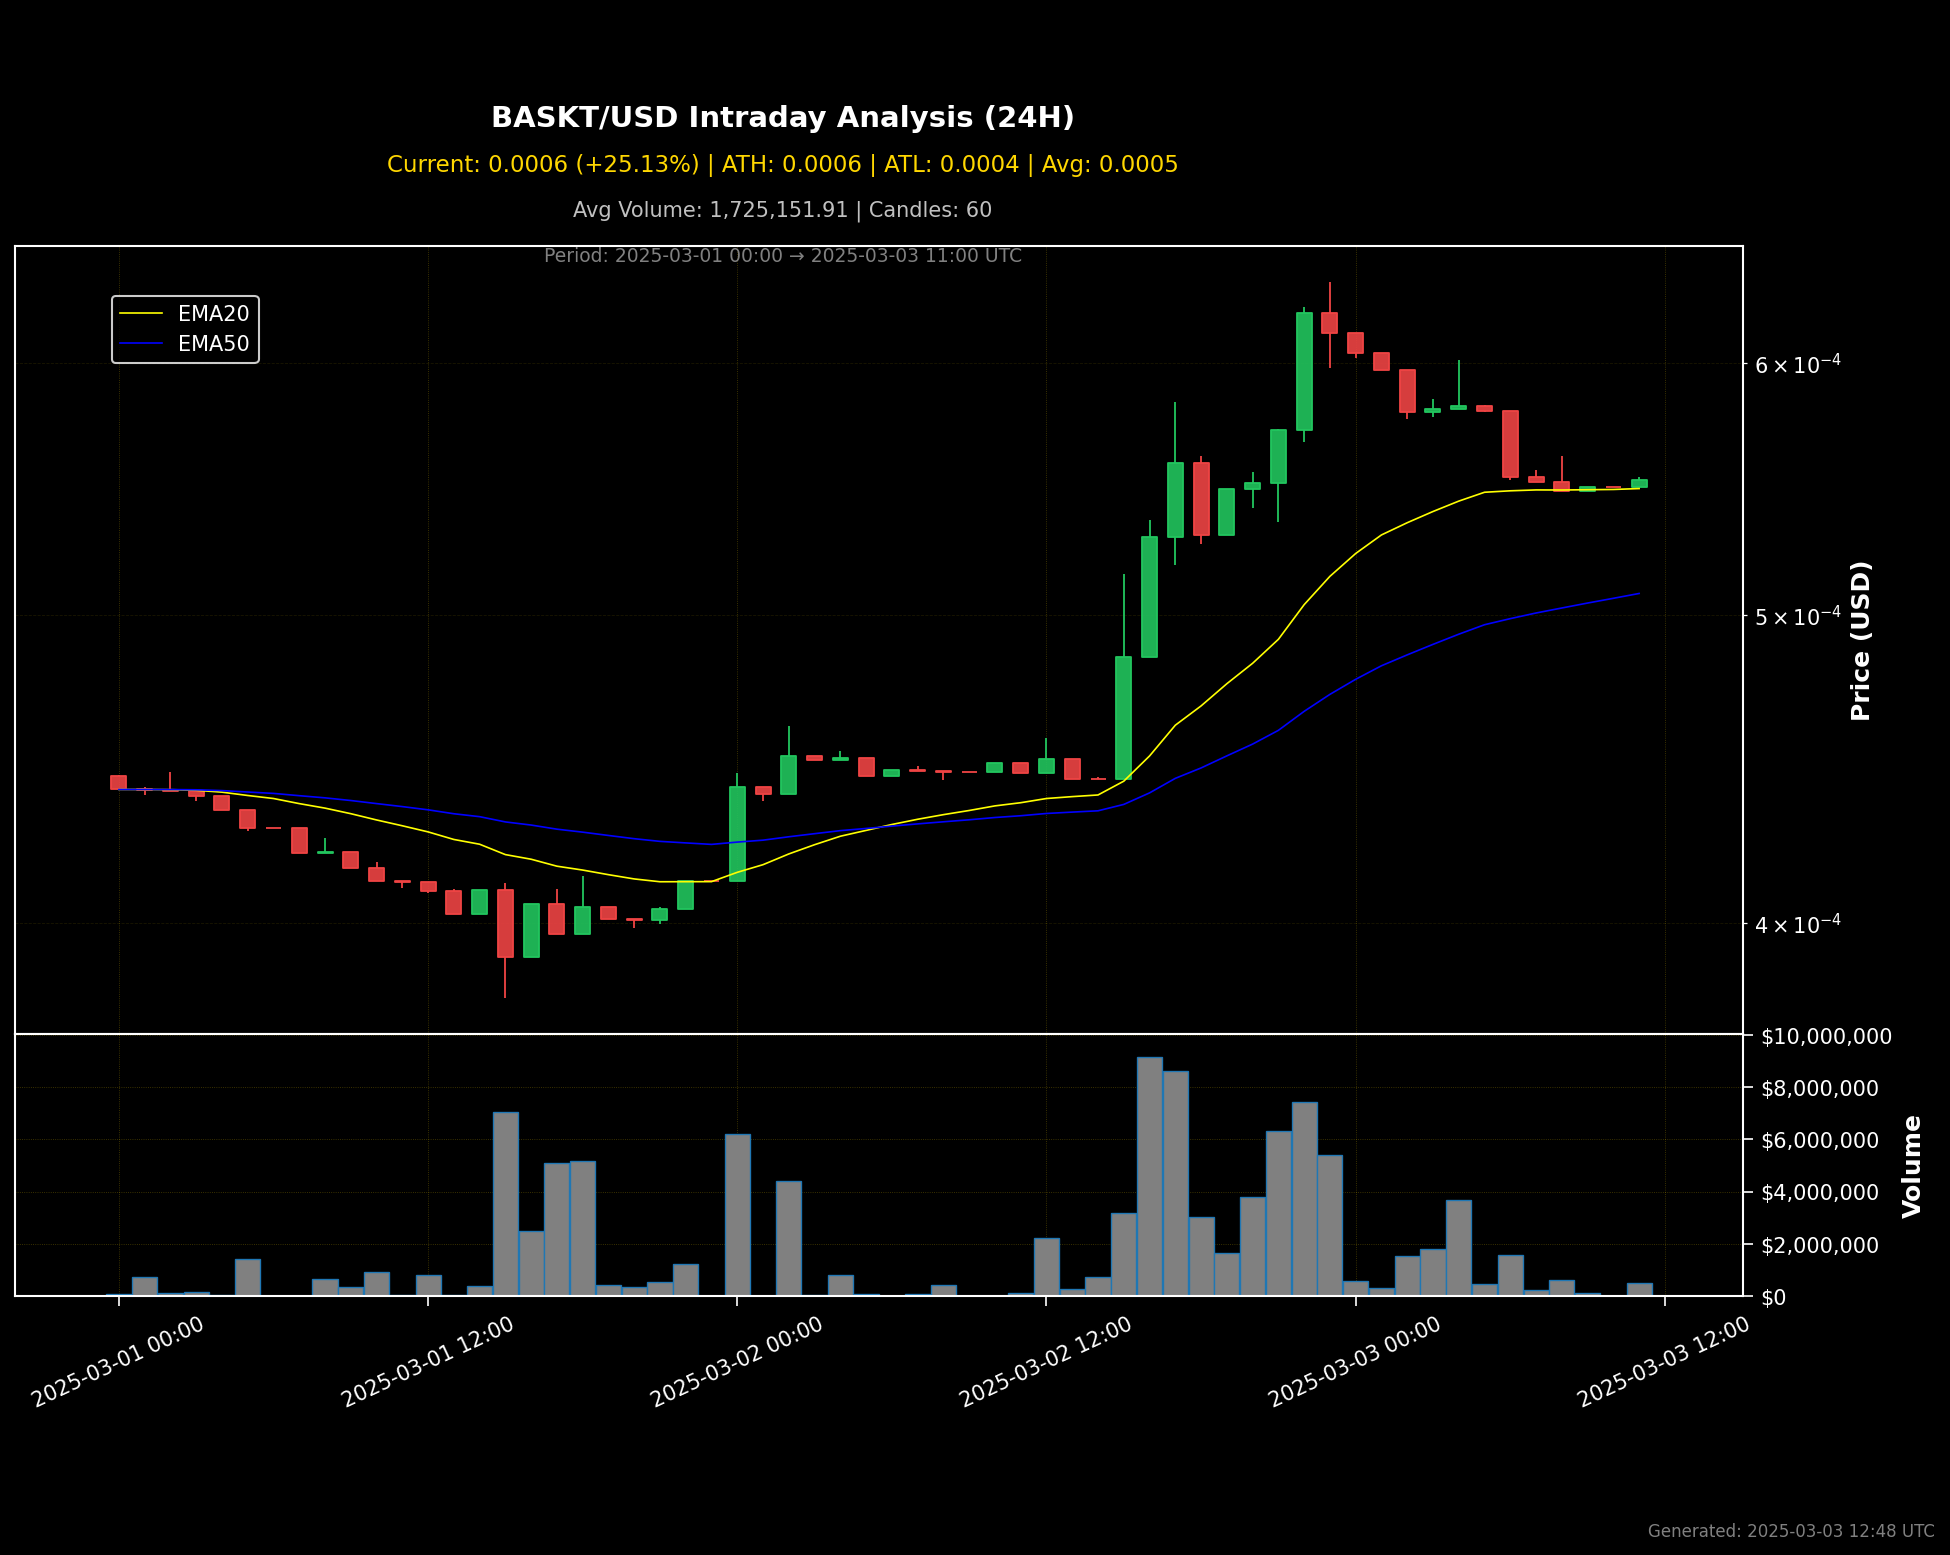 BASKT/USD Intraday Analysis (24H)
Current: 0.0006 (+25.13%) | ATH: 0.0006 | ATL: 0.0004 | Avg: 0.0005
Avg Volume: 1,725,151.91 | Candles: 60
Period: 2025-03-01 00:00 → 2025-03-03 11:00 UTC
EMA20
EMA50
6 × 10⁻⁴
5 × 10⁻⁴
4 × 10⁻⁴
Price (USD)
$10,000,000
$8,000,000
$6,000,000
$4,000,000
$2,000,000
$0
Volume
2025-03-01 00:00
2025-03-01 12:00
2025-03-02 00:00
2025-03-02 12:00
2025-03-03 00:00
2025-03-03 12:00
Generated: 2025-03-03 12:48 UTC